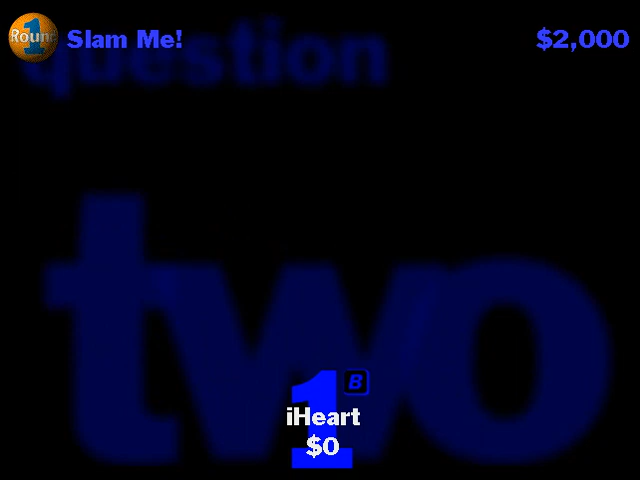 Round 1 Slam Me! $2,000
question
two
1 B
iHeart
$0